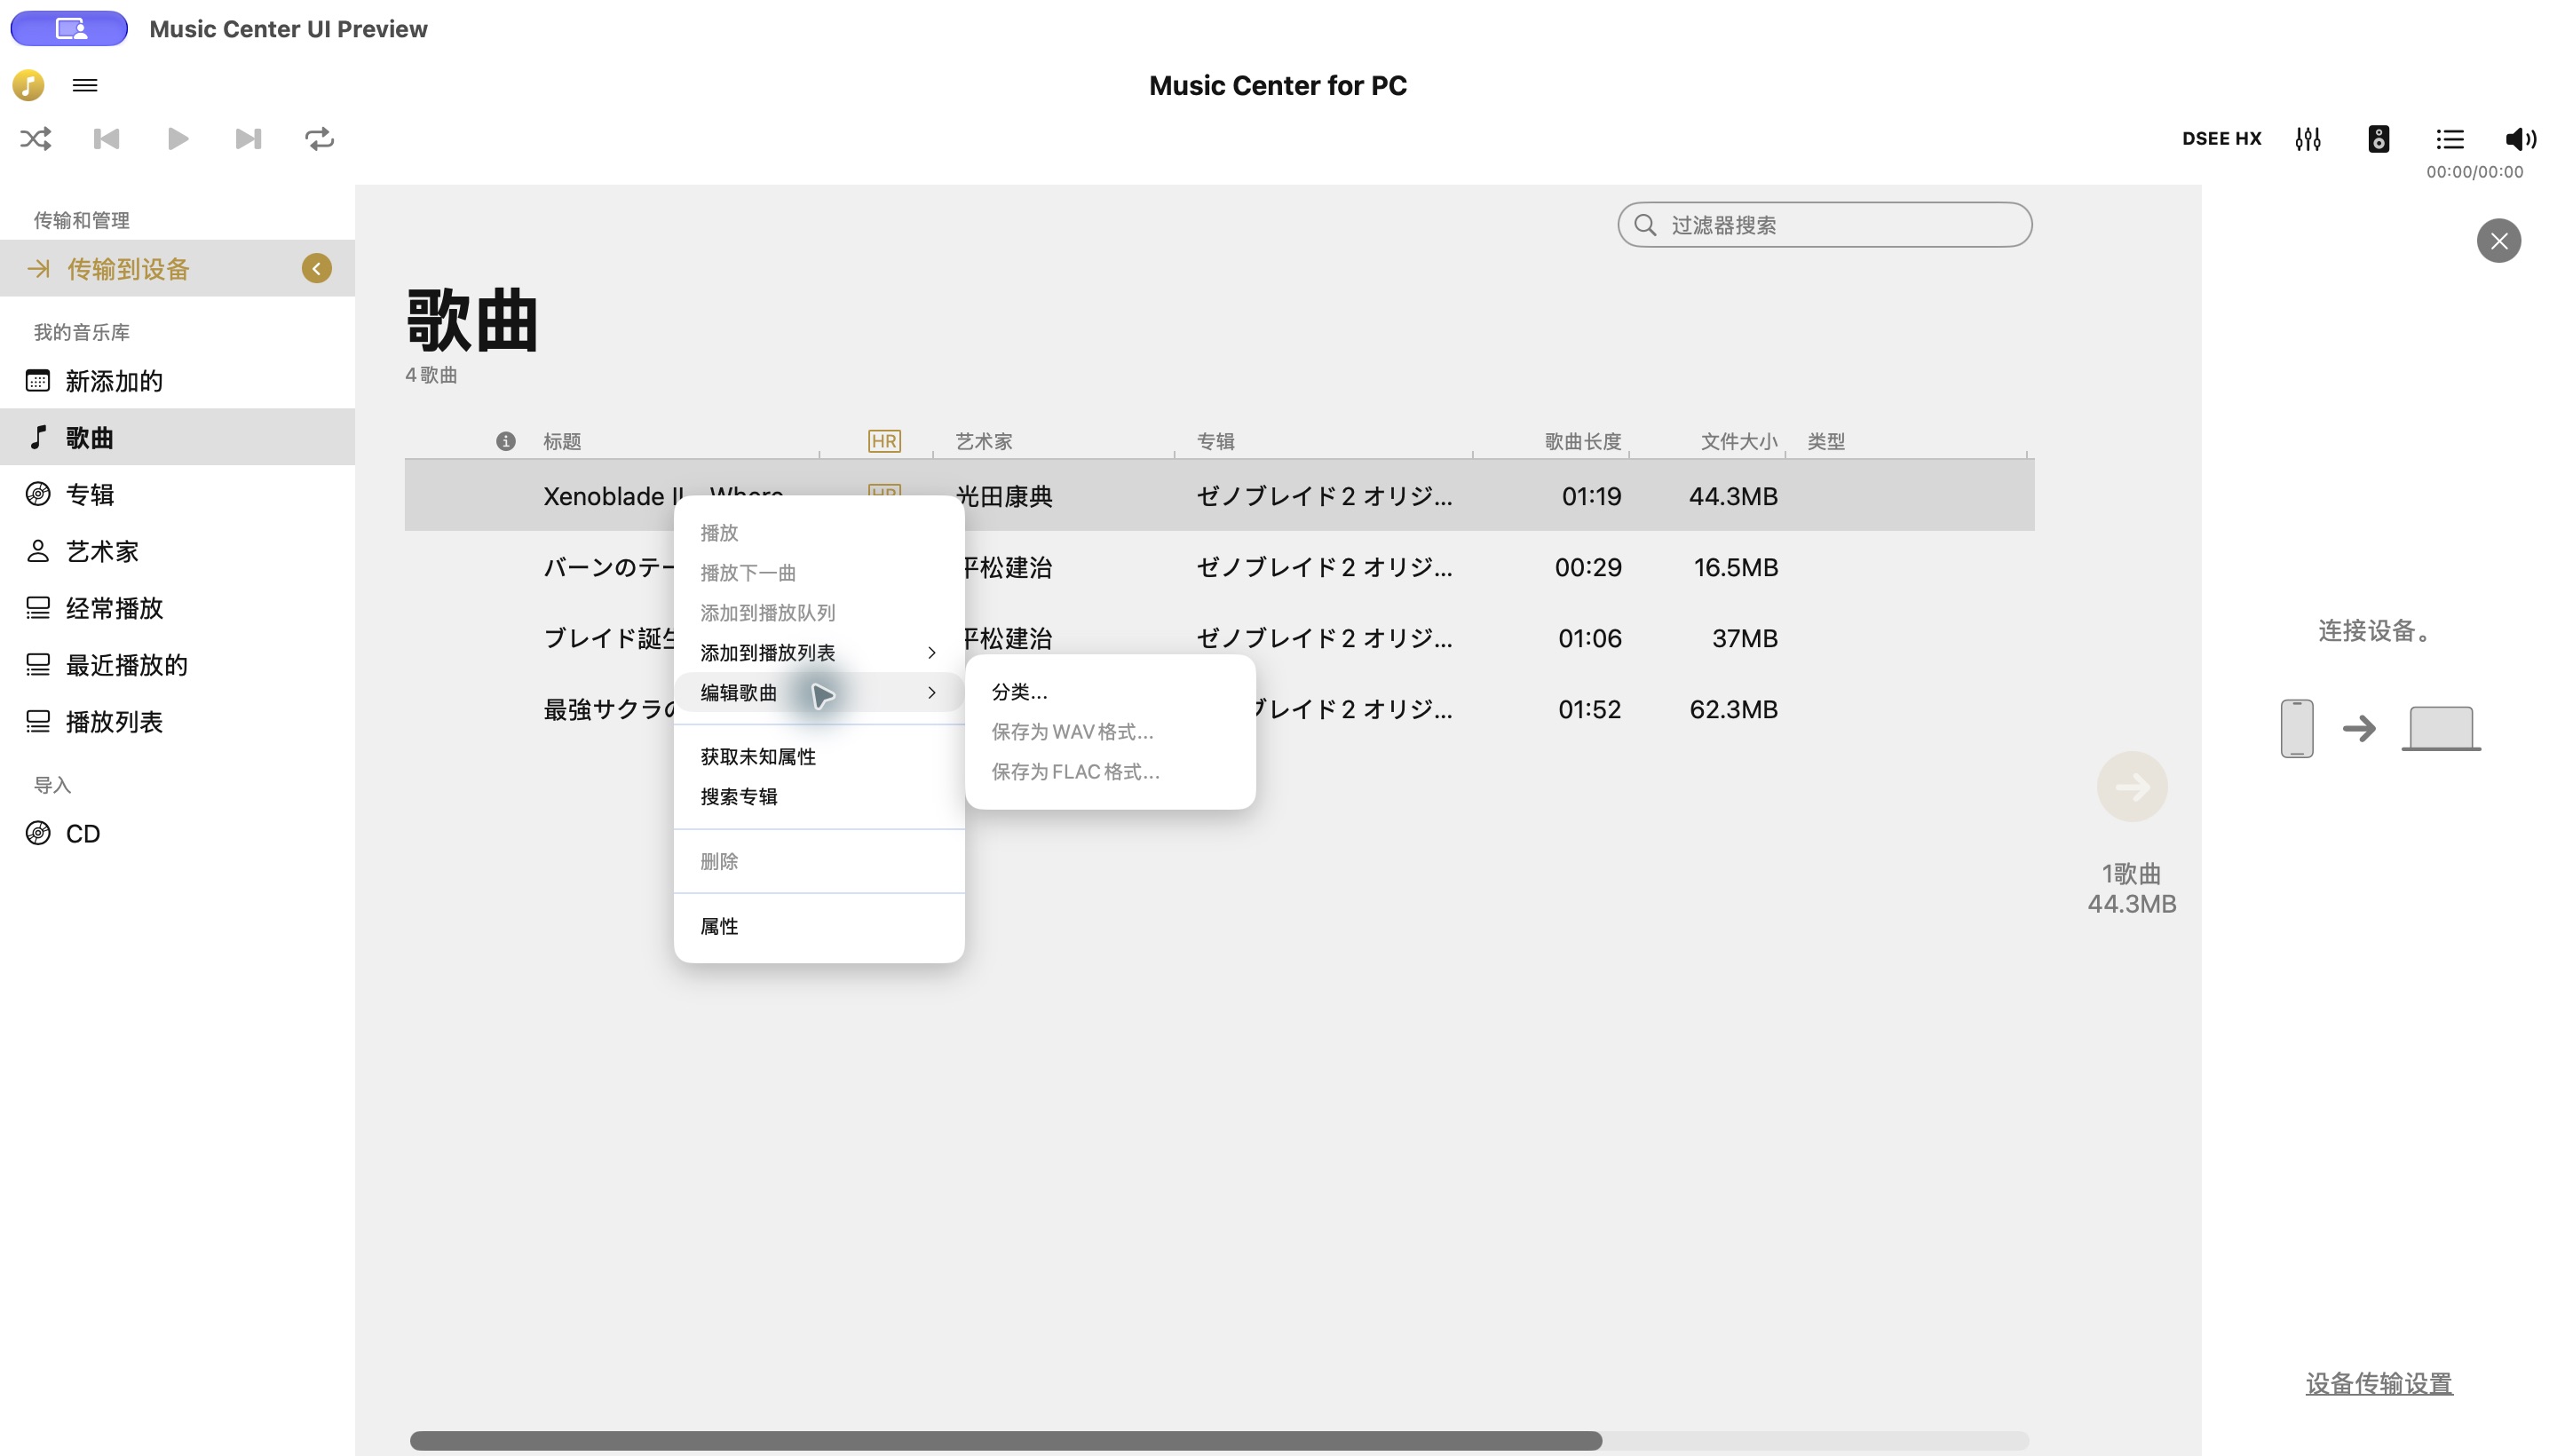 Music Center UI Preview
Music Center for PC
DSEE HX
00:00/00:00
传输和管理
传输到设备
我的音乐库
新添加的
歌曲
专辑
艺术家
经常播放
最近播放的
播放列表
导入
CD
过滤器搜索
歌曲
4 歌曲
标题 HR 艺术家 专辑 歌曲长度 文件大小 类型
Xenoblade II Where HR 光田康典 ゼノブレイド2 オリジ... 01:19 44.3MB
バーンのテー 平松建治 ゼノブレイド2 オリジ... 00:29 16.5MB
ブレイド誕生 平松建治 ゼノブレイド2 オリジ... 01:06 37MB
最強サクラの ブレイド2 オリジ... 01:52 62.3MB
播放
播放下一曲
添加到播放队列
添加到播放列表
编辑歌曲
获取未知属性
搜索专辑
删除
属性
分类...
保存为 WAV 格式...
保存为 FLAC 格式...
1歌曲
44.3MB
连接设备。
设备传输设置